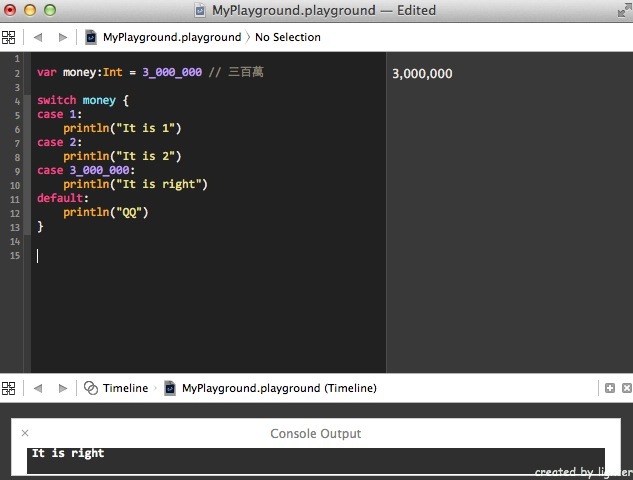 MyPlayground.playground — Edited
MyPlayground.playground 〉 No Selection
1
2 var money:Int = 3_000_000 // 三百萬
3,000,000
3
4 switch money {
5 case 1:
6 println("It is 1")
7 case 2:
8 println("It is 2")
9 case 3_000_000:
10 println("It is right")
11 default:
12 println("QQ")
13 }
14
15
Timeline 〉 MyPlayground.playground (Timeline)
Console Output
It is right
created by